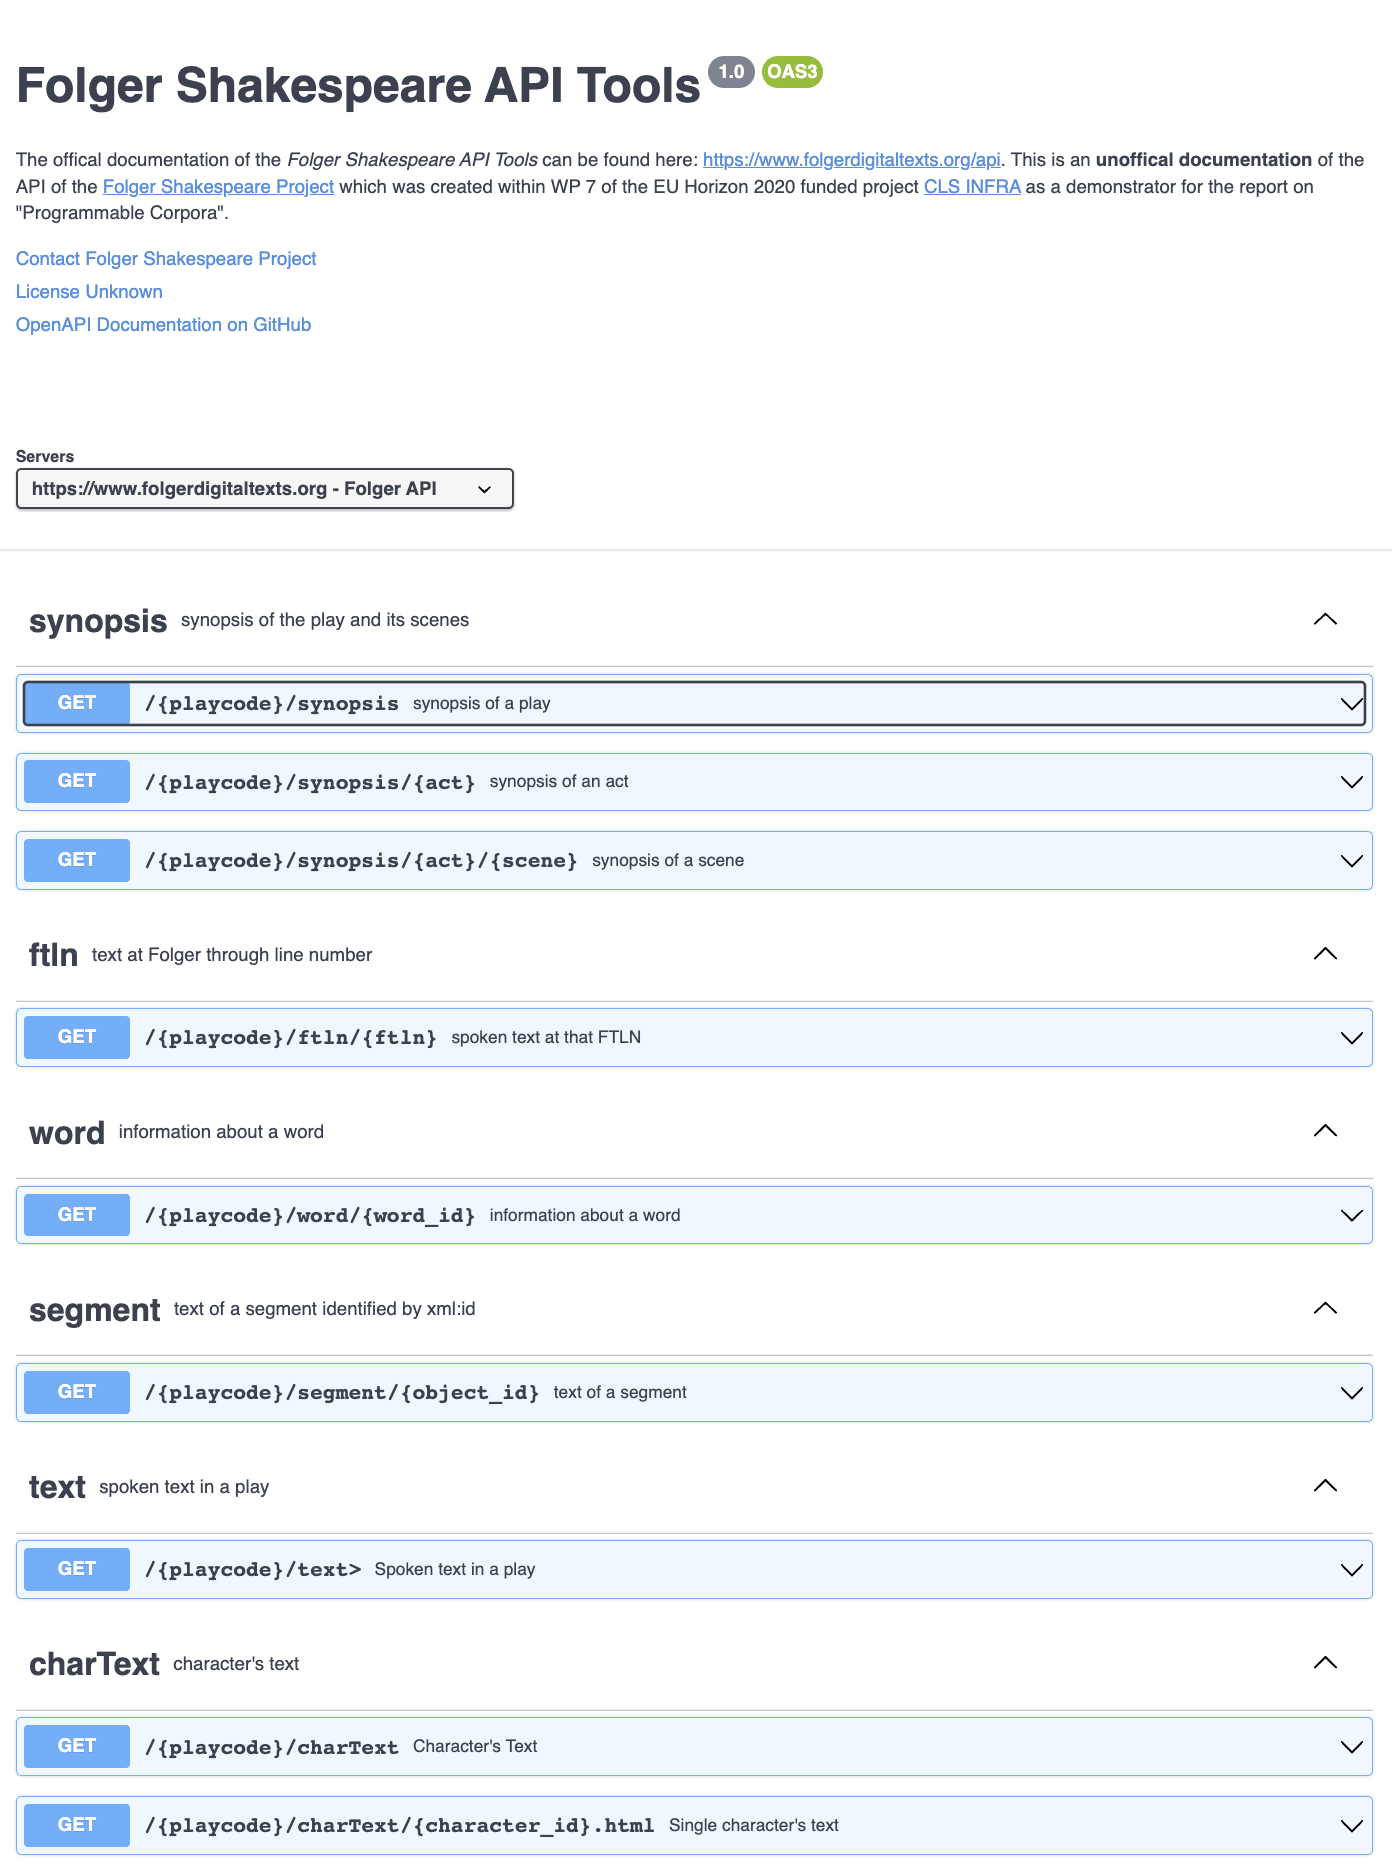 Folger Shakespeare API Tools 1.0 OAS3
The offical documentation of the Folger Shakespeare API Tools can be found here: https://www.folgerdigitaltexts.org/api. This is an unoffical documentation of the
API of the Folger Shakespeare Project which was created within WP 7 of the EU Horizon 2020 funded project CLS INFRA as a demonstrator for the report on
"Programmable Corpora".
Contact Folger Shakespeare Project
License Unknown
OpenAPI Documentation on GitHub
Servers
https://www.folgerdigitaltexts.org - Folger API
synopsis synopsis of the play and its scenes
GET /{playcode}/synopsis synopsis of a play
GET /{playcode}/synopsis/{act} synopsis of an act
GET /{playcode}/synopsis/{act}/{scene} synopsis of a scene
ftln text at Folger through line number
GET /{playcode}/ftln/{ftln} spoken text at that FTLN
word information about a word
GET /{playcode}/word/{word_id} information about a word
segment text of a segment identified by xml:id
GET /{playcode}/segment/{object_id} text of a segment
text spoken text in a play
GET /{playcode}/text> Spoken text in a play
charText character's text
GET /{playcode}/charText Character's Text
GET /{playcode}/charText/{character_id}.html Single character's text